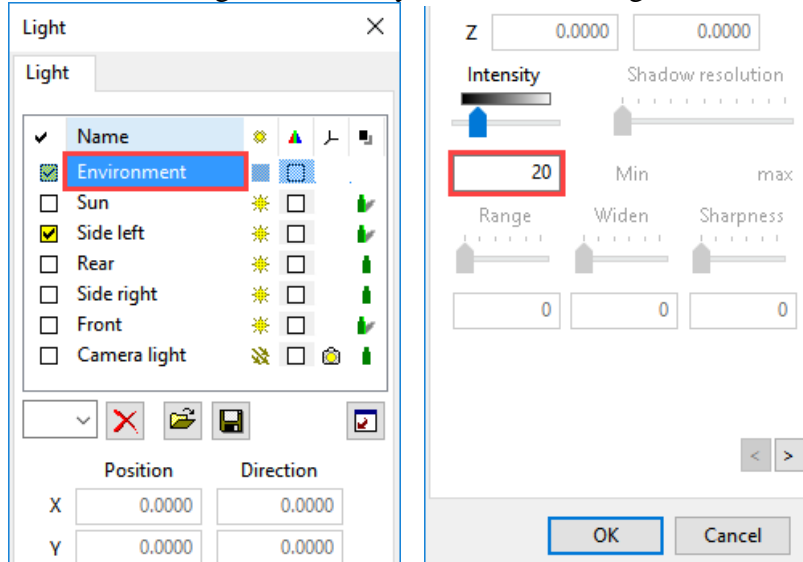 Light
Light
Name
Environment
Sun
Side left
Rear
Side right
Front
Camera light
Position Direction
X 0.0000 0.0000
Y 0.0000 0.0000
Z 0.0000 0.0000
Intensity Shadow resolution
20 Min max
Range Widen Sharpness
0 0 0
< >
OK Cancel